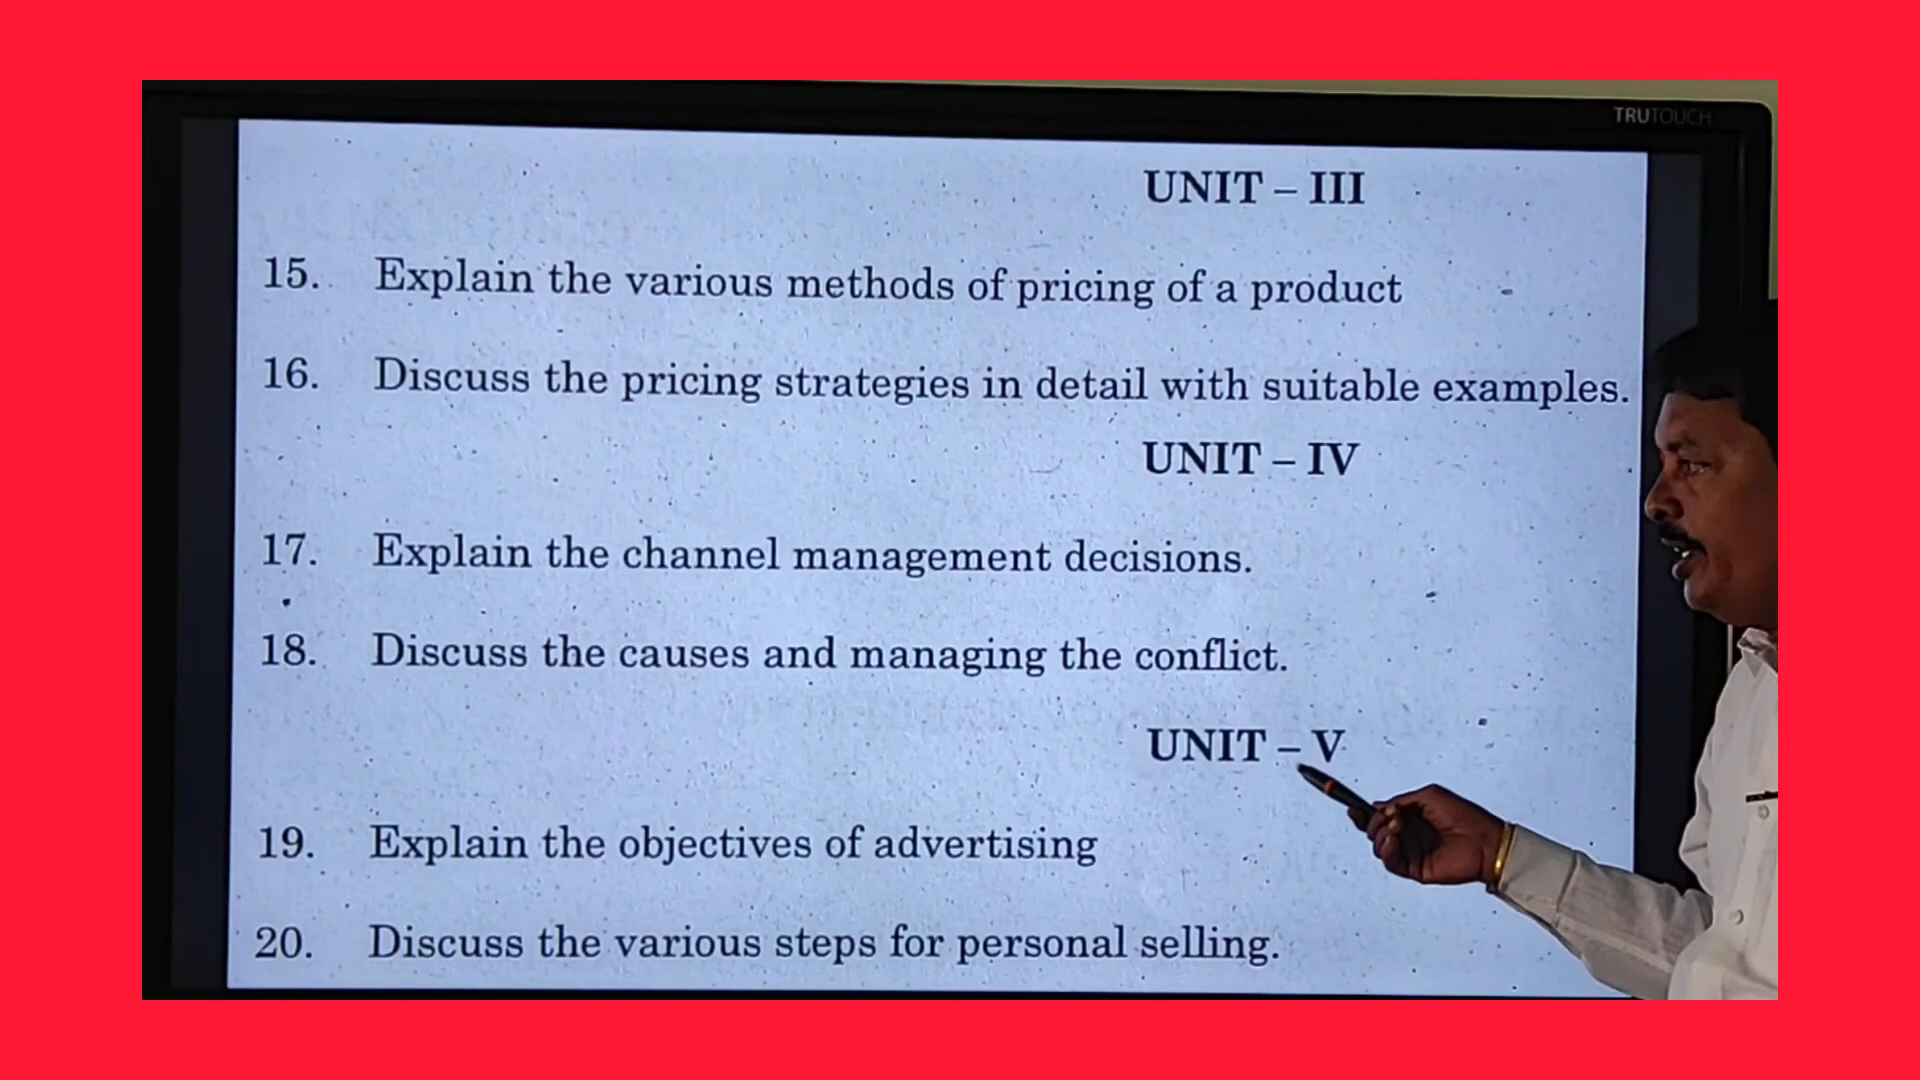 TRUTOUCH
UNIT – III
15. Explain the various methods of pricing of a product
16. Discuss the pricing strategies in detail with suitable examples.
UNIT – IV
17. Explain the channel management decisions.
18. Discuss the causes and managing the conflict.
UNIT – V
19. Explain the objectives of advertising
20. Discuss the various steps for personal selling.